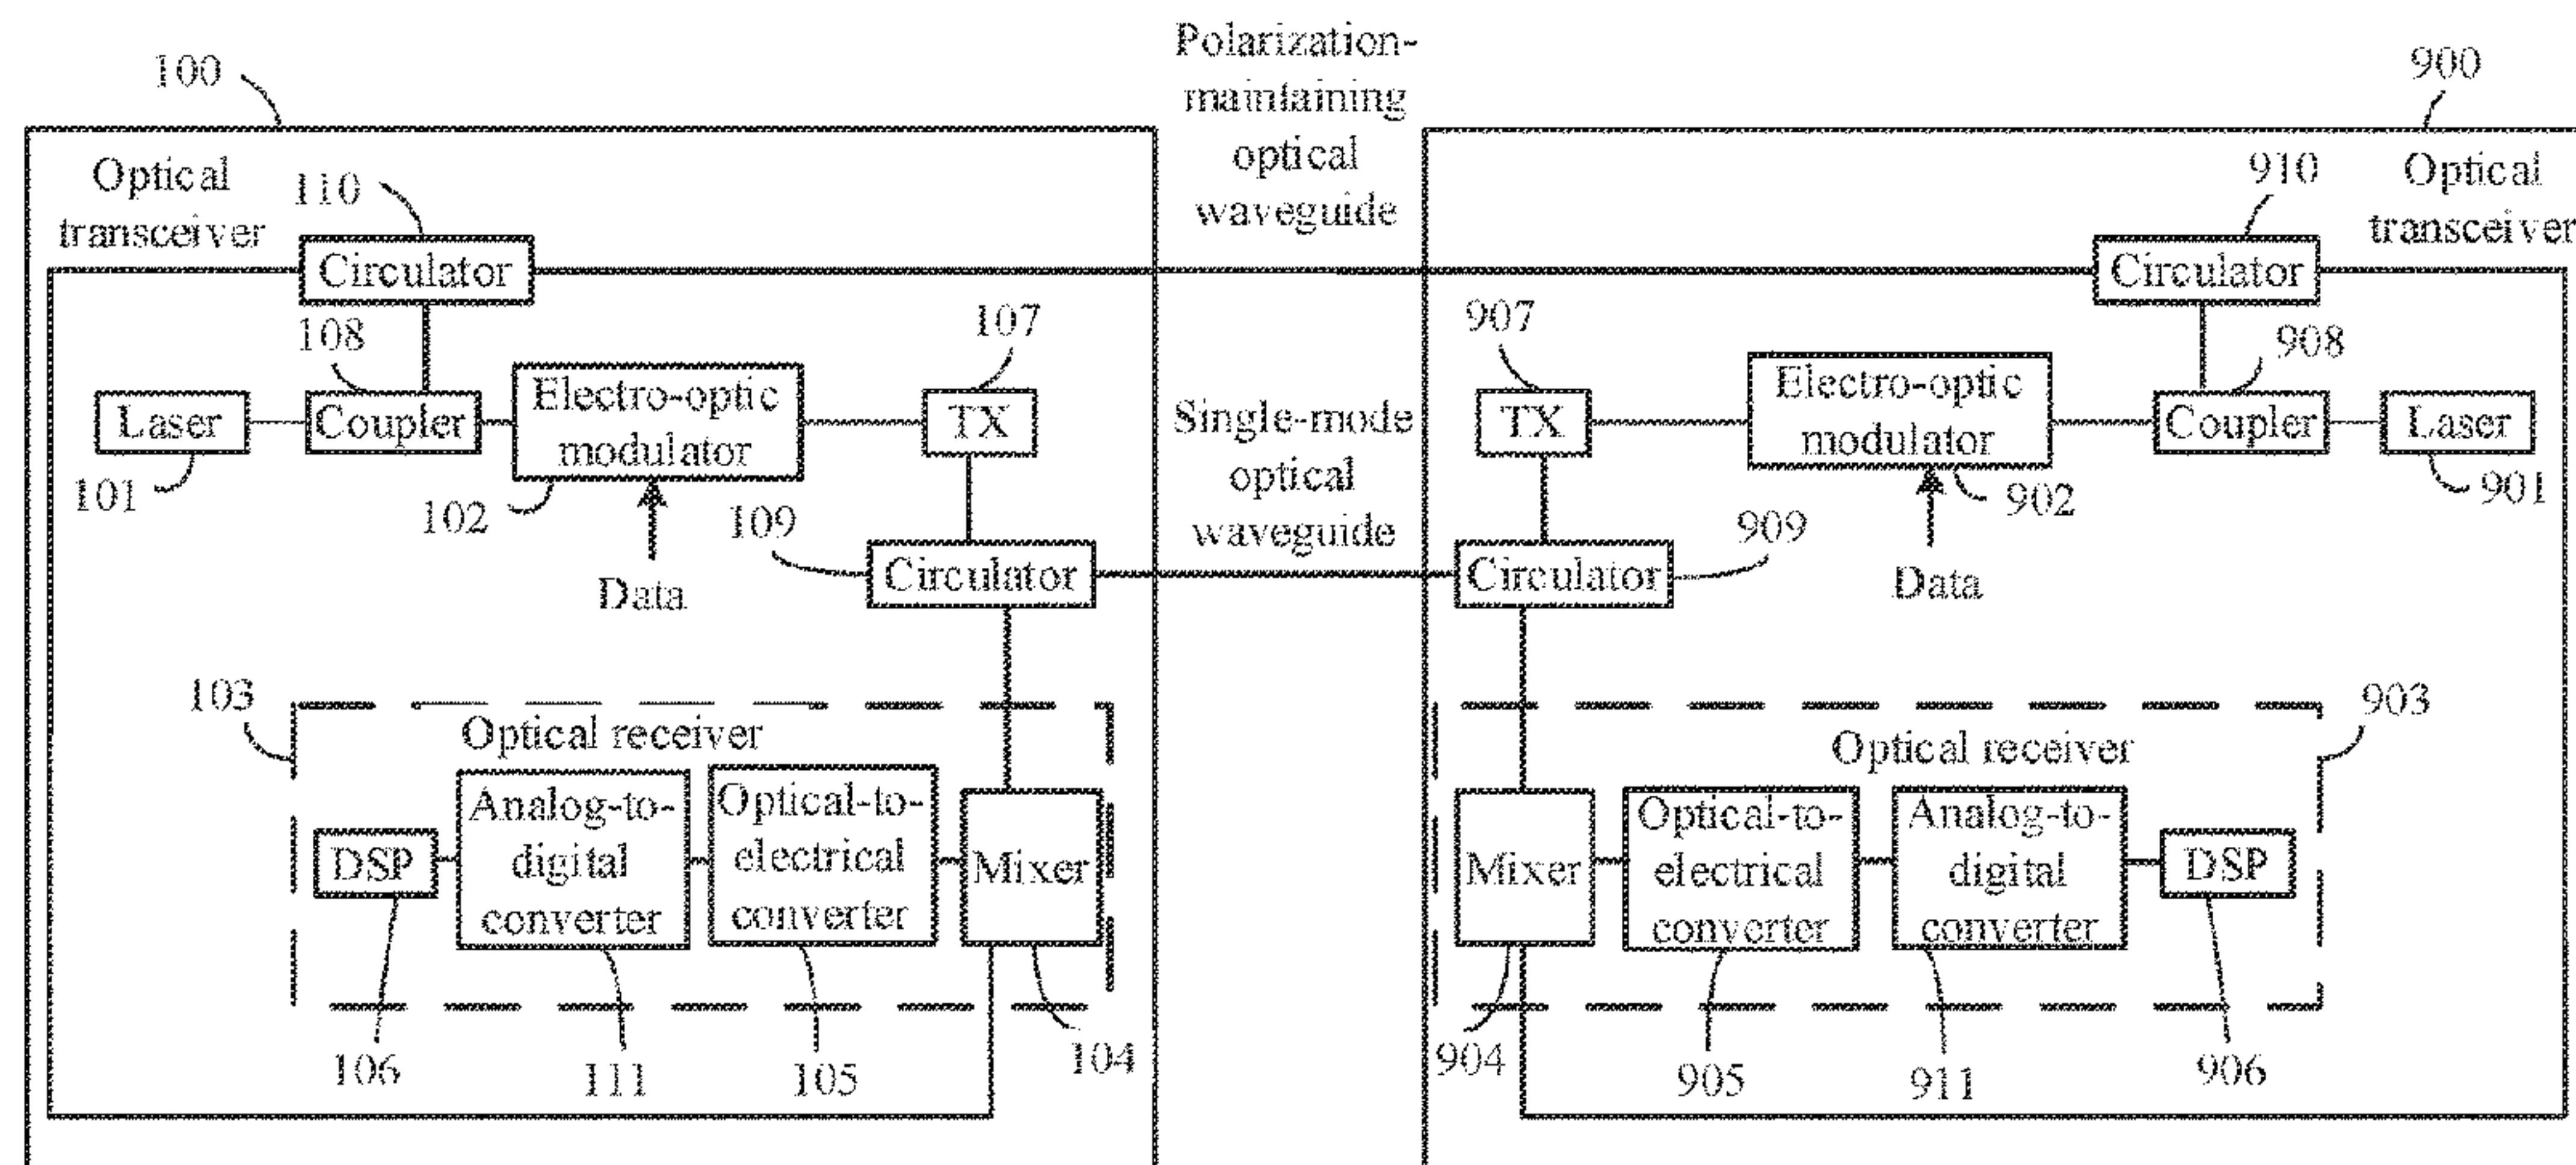 100
Polarization-
maintaining
optical
waveguide
900
Optical
transceiver
110
910
Optical
transceiver
Circulator
Circulator
108
107
907
908
Laser
Coupler
Electro-optic
modulator
TX
Single-mode
optical
waveguide
TX
Electro-optic
modulator
Coupler
Laser
101
102
109
902
901
909
Data
Circulator
Circulator
Data
103
Optical receiver
903
Optical receiver
DSP
Analog-to-
digital
converter
Optical-to-
electrical
converter
Mixer
Mixer
Optical-to-
electrical
converter
Analog-to-
digital
converter
DSP
106
111
105
104
904
905
911
906